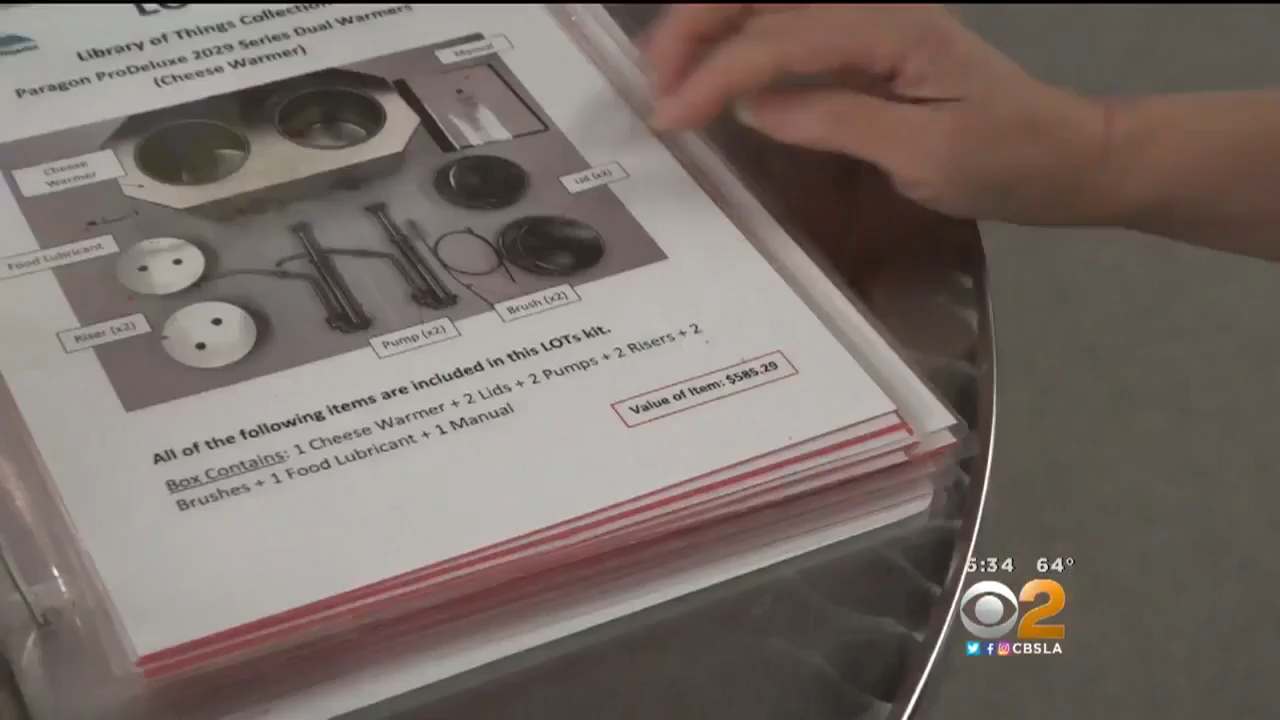 LO
Library of Things Collection
Paragon ProDeluxe 2029 Series Dual Warmers
(Cheese Warmer)
Manual
Cheese
Warmer
Lid (x2)
Food Lubricant
Brush (x2)
Riser (x2)
Pump (x2)
All of the following items are included in this LOTs kit.
Box Contains: 1 Cheese Warmer + 2 Lids + 2 Pumps + 2 Risers + 2
Brushes + 1 Food Lubricant + 1 Manual
Value of Item: $585.29
5:34 64°
2
CBSLA